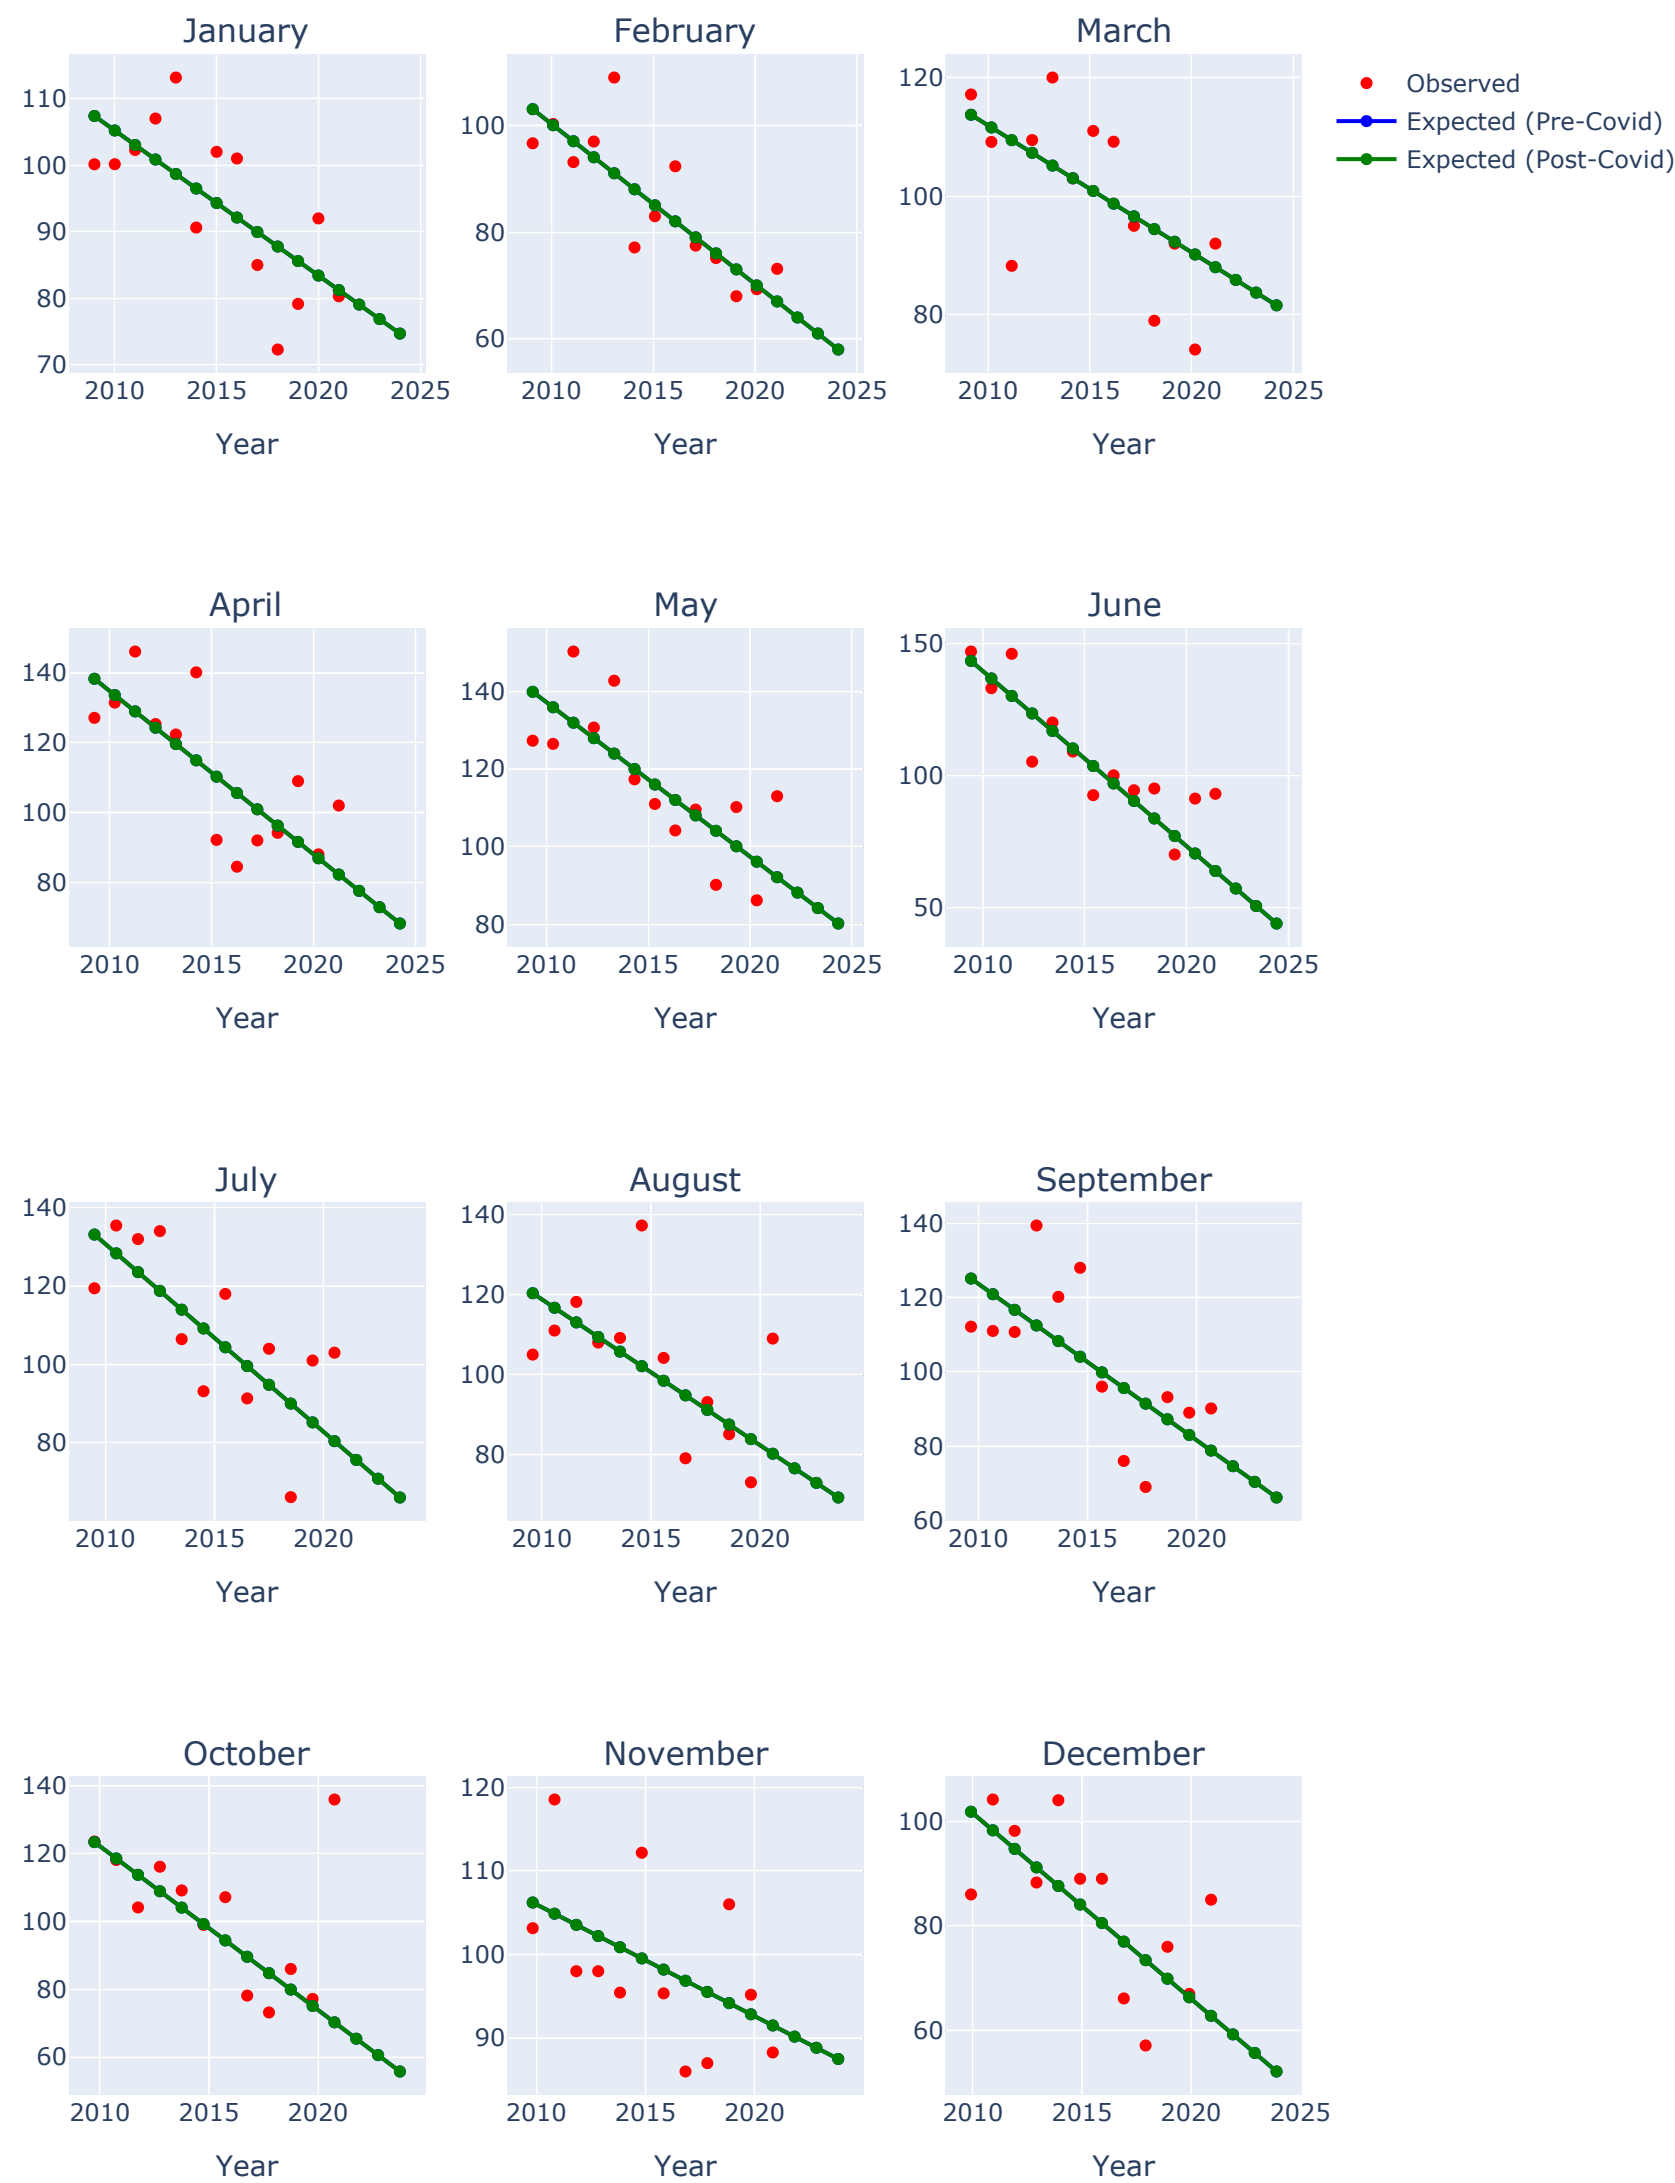 January
February
March
Observed
Expected (Pre-Covid)
Expected (Post-Covid)
110
100
90
80
70
2010 2015 2020 2025
Year
100
80
60
2010 2015 2020 2025
Year
120
100
80
2010 2015 2020 2025
Year
April
May
June
140
120
100
80
2010 2015 2020 2025
Year
140
120
100
80
2010 2015 2020 2025
Year
150
100
50
2010 2015 2020 2025
Year
July
August
September
140
120
100
80
2010 2015 2020
Year
140
120
100
80
2010 2015 2020
Year
140
120
100
80
60
2010 2015 2020
Year
October
November
December
140
120
100
80
60
2010 2015 2020
Year
120
110
100
90
2010 2015 2020
Year
100
80
60
2010 2015 2020 2025
Year